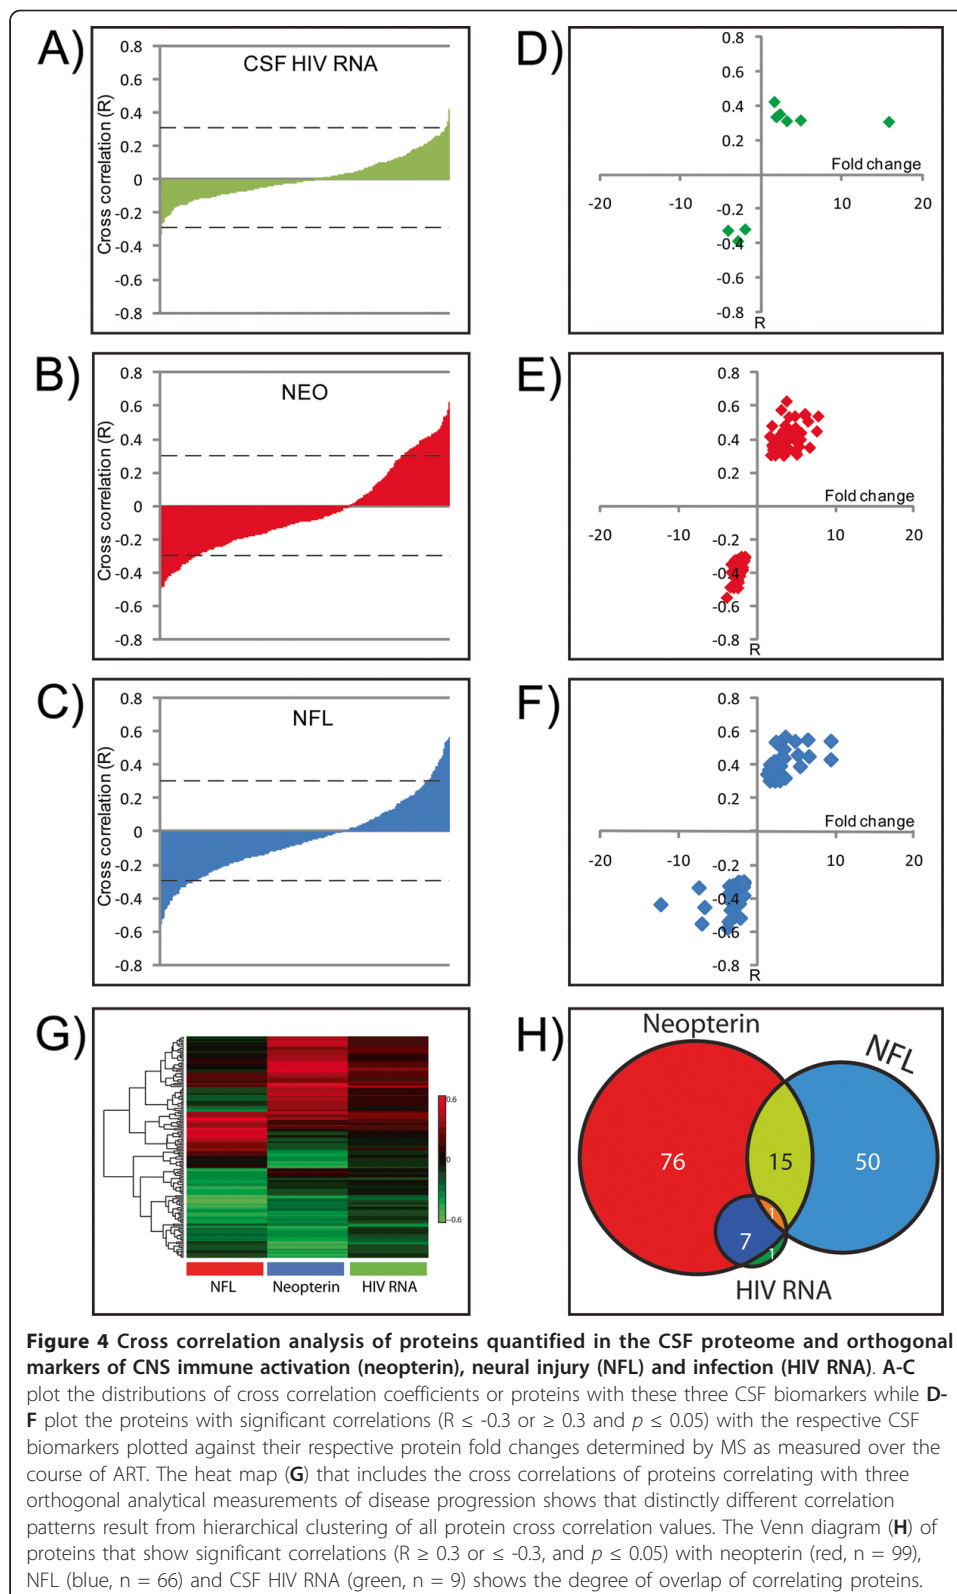 A)
CSF HIV RNA
Cross correlation (R)
0.8
0.6
0.4
0.2
0
-0.2
-0.4
-0.6
-0.8
D)
0.8
0.6
0.4
0.2
Fold change
-20
-10
10
20
-0.2
-0.4
-0.6
-0.8
R
B)
NEO
Cross correlation (R)
0.8
0.6
0.4
0.2
0
-0.2
-0.4
-0.6
-0.8
E)
0.8
0.6
0.4
0.2
Fold change
-20
-10
10
20
-0.2
-0.4
-0.6
-0.8
R
C)
NFL
Cross correlation (R)
0.8
0.6
0.4
0.2
0
-0.2
-0.4
-0.6
-0.8
F)
0.8
0.6
0.4
0.2
Fold change
-20
-10
10
20
-0.2
-0.4
-0.6
-0.8
R
G)
0.6
0
-0.6
NFL
Neopterin
HIV RNA
H)
Neopterin
NFL
76
15
50
1
7
1
HIV RNA
Figure 4 Cross correlation analysis of proteins quantified in the CSF proteome and orthogonal
markers of CNS immune activation (neopterin), neural injury (NFL) and infection (HIV RNA). A-C
plot the distributions of cross correlation coefficients or proteins with these three CSF biomarkers while D-
F plot the proteins with significant correlations (R ≤ -0.3 or ≥ 0.3 and p ≤ 0.05) with the respective CSF
biomarkers plotted against their respective protein fold changes determined by MS as measured over the
course of ART. The heat map (G) that includes the cross correlations of proteins correlating with three
orthogonal analytical measurements of disease progression shows that distinctly different correlation
patterns result from hierarchical clustering of all protein cross correlation values. The Venn diagram (H) of
proteins that show significant correlations (R ≥ 0.3 or ≤ -0.3, and p ≤ 0.05) with neopterin (red, n = 99),
NFL (blue, n = 66) and CSF HIV RNA (green, n = 9) shows the degree of overlap of correlating proteins.